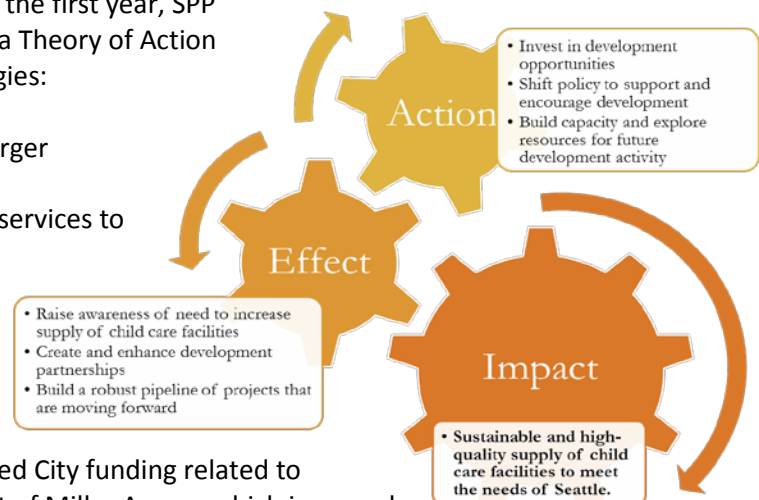 the first year, SPP
a Theory of Action
gies:
rger
services to
Action
• Invest in development
opportunities
• Shift policy to support and
encourage development
• Build capacity and explore
resources for future
development activity
Effect
• Raise awareness of need to increase
supply of child care facilities
• Create and enhance development
partnerships
• Build a robust pipeline of projects that
are moving forward
Impact
• Sustainable and high-
quality supply of child
care facilities to meet
the needs of Seattle.
ed City funding related to